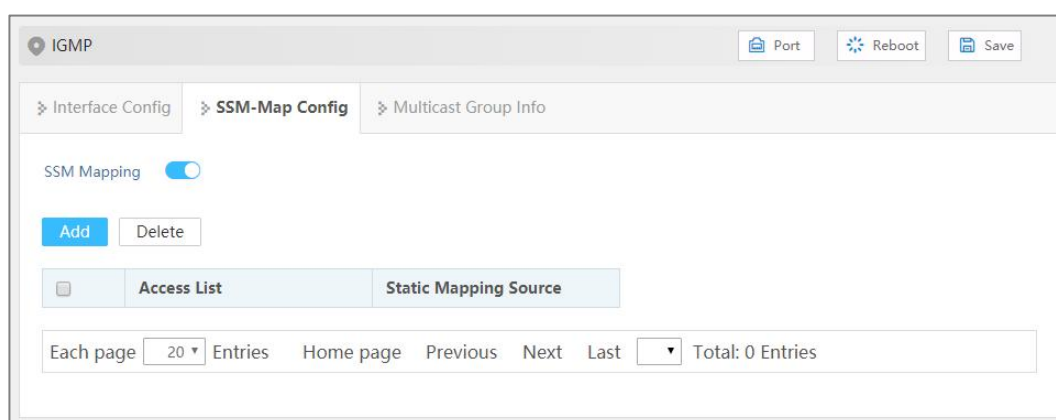 IGMP Port Reboot Save
Interface Config SSM-Map Config Multicast Group Info
SSM Mapping
Add Delete
Access List Static Mapping Source
Each page 20 Entries Home page Previous Next Last Total: 0 Entries